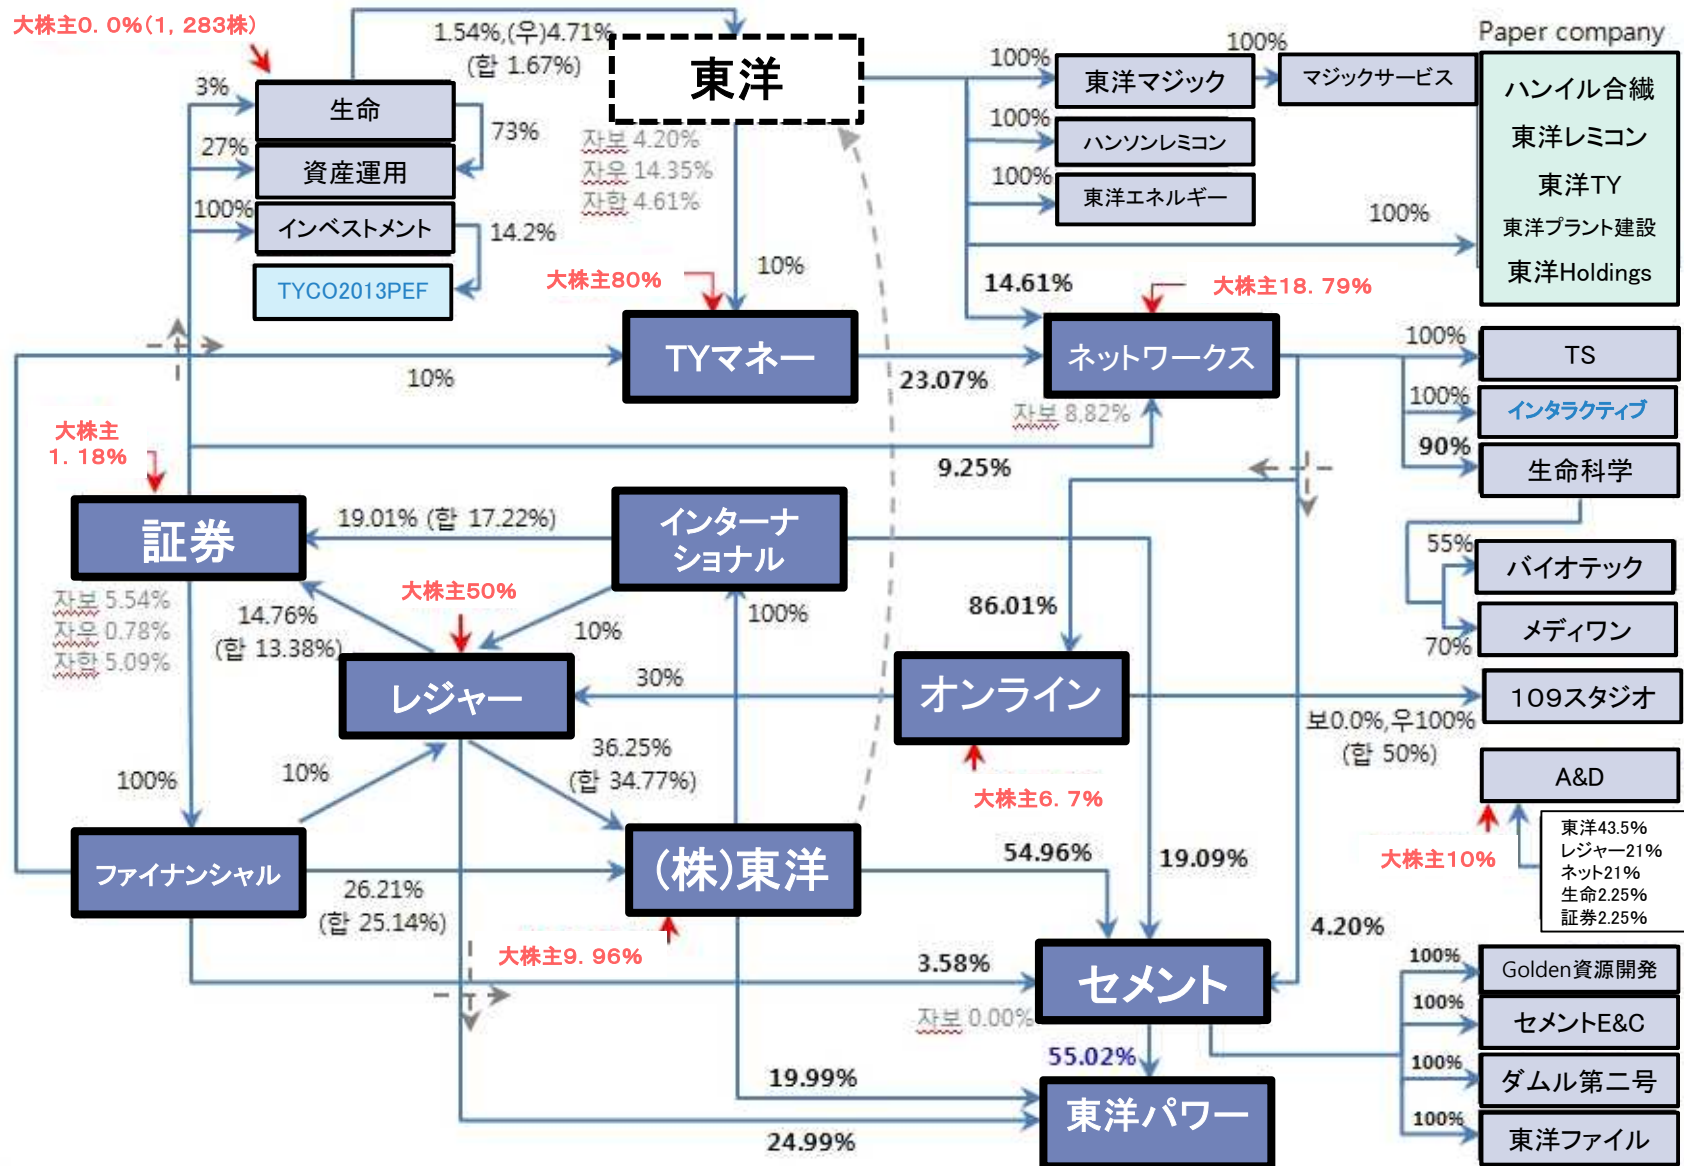 大株主0. 0%(1, 283株)
1.54%,(우)4.71%
(합 1.67%)
東洋
Paper company
3%
生命
73%
27%
資産運用
100%
インベストメント
14.2%
TYCO2013PEF
자보 4.20%
자우 14.35%
자합 4.61%
10%
100%
東洋マジック
100%
マジックサービス
100%
ハンソンレミコン
100%
東洋エネルギー
100%
ハンイル合繊
東洋レミコン
東洋TY
東洋プラント建設
東洋Holdings
大株主80%
14.61%
大株主18. 79%
TYマネー
10%
23.07%
ネットワークス
자보 8.82%
9.25%
100%
TS
100%
インタラクティブ
90%
生命科学
55%
バイオテック
70%
メディワン
大株主
1. 18%
証券
19.01% (합 17.22%)
インターナ
ショナル
자보 5.54%
자우 0.78%
자합 5.09%
14.76%
(합 13.38%)
大株主50%
10%
100%
86.01%
レジャー
30%
オンライン
109スタジオ
보0.0%,우100%
(합 50%)
大株主6. 7%
A&D
大株主10%
東洋43.5%
レジャー21%
ネット21%
生命2.25%
証券2.25%
100%
10%
36.25%
(합 34.77%)
ファイナンシャル
26.21%
(합 25.14%)
(株)東洋
54.96%
19.09%
大株主9. 96%
3.58%
4.20%
セメント
자보 0.00%
55.02%
19.99%
24.99%
東洋パワー
100%
Golden資源開発
100%
セメントE&C
100%
ダムル第二号
100%
東洋ファイル